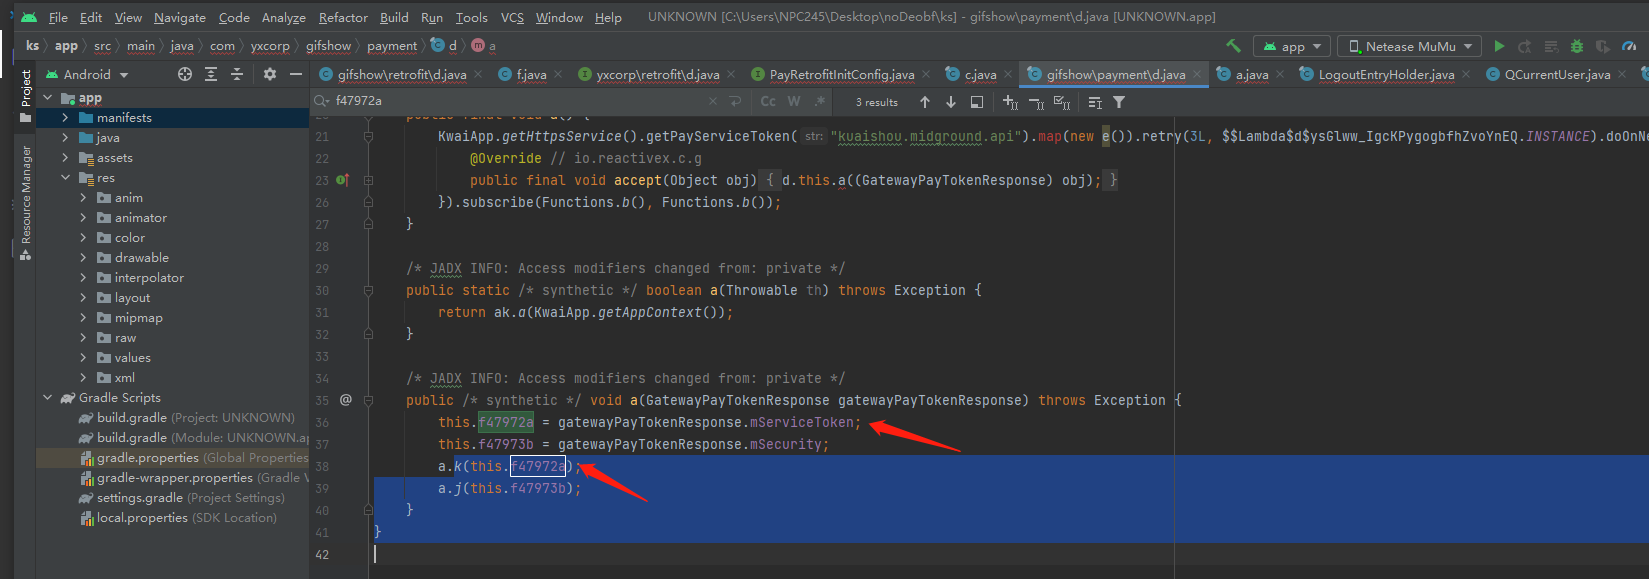 File Edit View Navigate Code Analyze Refactor Build Run Tools VCS Window Help UNKNOWN [C:\Users\NPC245\Desktop\noDeobf\ks] - gifshow\payment\d.java [UNKNOWN.app]
ks app src main java com yxcorp gifshow payment d a app Netease MuMu
Android gifshow\retrofit\d.java f.java yxcorp\retrofit\d.java PayRetrofitInitConfig.java c.java gifshow\payment\d.java a.java LogoutEntryHolder.java QCurrentUser.java
Project
Resource Manager
app
manifests
java
assets
res
anim
animator
color
drawable
interpolator
layout
mipmap
raw
values
xml
Gradle Scripts
build.gradle (Project: UNKNOWN)
build.gradle (Module: UNKNOWN.ap
gradle.properties (Global Properties
gradle-wrapper.properties (Gradle V
settings.gradle (Project Settings)
local.properties (SDK Location)
f47972a Cc W .* 3 results
20 public final void a() {
21 KwaiApp.getHttpsService().getPayServiceToken( str: "kuaishou.midground.api").map(new e()).retry(3L, $$Lambda$d$ysGlww_IgcKPygogbfhZvoYnEQ.INSTANCE).doOnNe
22 @Override // io.reactivex.c.g
23 public final void accept(Object obj) { d.this.a((GatewayPayTokenResponse) obj); }
26 }).subscribe(Functions.b(), Functions.b());
27 }
28
29 /* JADX INFO: Access modifiers changed from: private */
30 public static /* synthetic */ boolean a(Throwable th) throws Exception {
31 return ak.a(KwaiApp.getAppContext());
32 }
33
34 /* JADX INFO: Access modifiers changed from: private */
35 @ public /* synthetic */ void a(GatewayPayTokenResponse gatewayPayTokenResponse) throws Exception {
36 this.f47972a = gatewayPayTokenResponse.mServiceToken;
37 this.f47973b = gatewayPayTokenResponse.mSecurity;
38 a.k(this.f47972a);
39 a.j(this.f47973b);
40 }
41 }
42